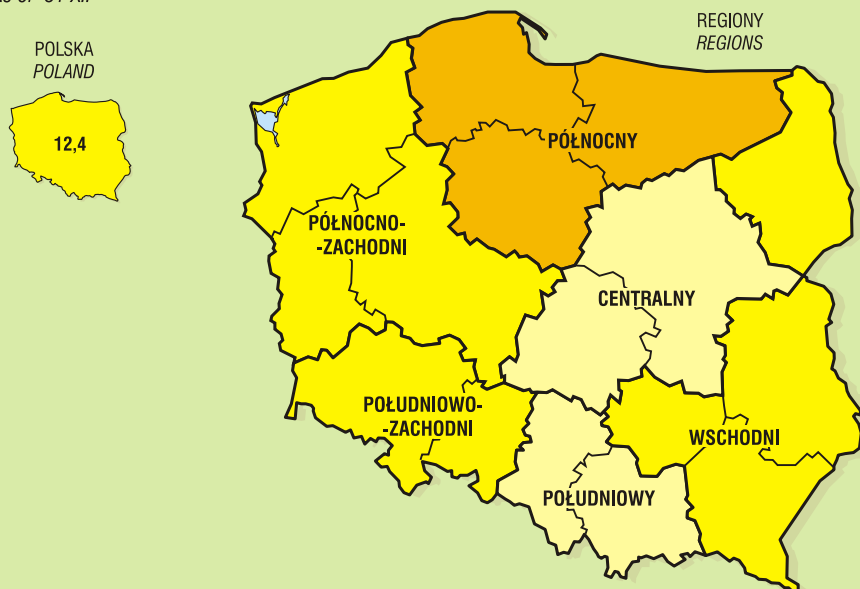 POLSKA
POLAND
12,4
REGIONY
REGIONS
PÓŁNOCNY
PÓŁNOCNO-
-ZACHODNI
CENTRALNY
POŁUDNIOWO-
-ZACHODNI
WSCHODNI
POŁUDNIOWY